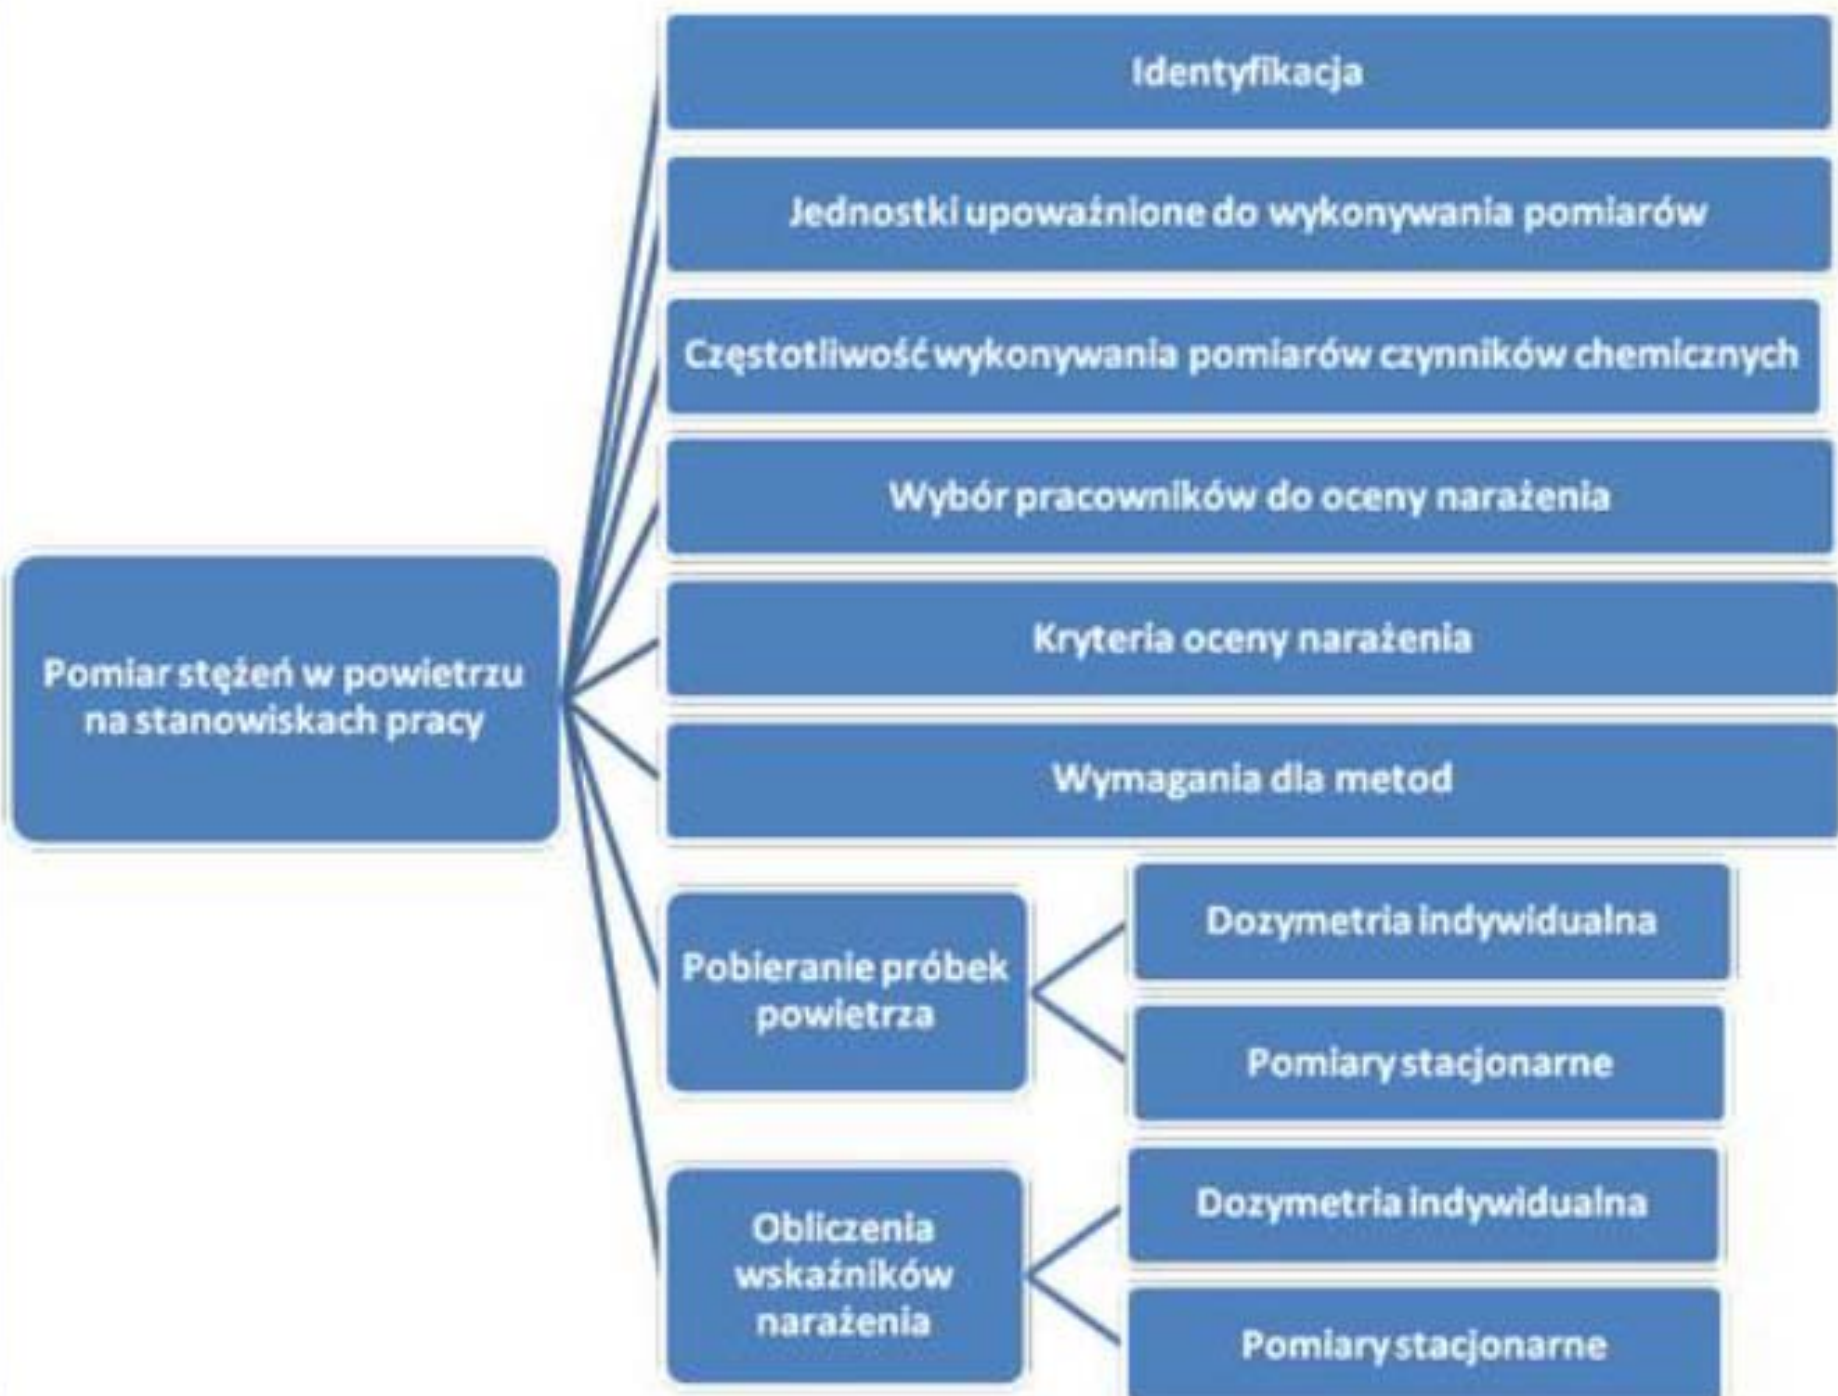 Identyfikacja
Jednostki upoważnione do wykonywania pomiarów
Częstotliwość wykonywania pomiarów czynników chemicznych
Wybór pracowników do oceny narażenia
Kryteria oceny narażenia
Pomiar stężeń w powietrzu
na stanowiskach pracy
Wymagania dla metod
Pobieranie próbek
powietrza
Dozymetria indywidualna
Pomiary stacjonarne
Obliczenia
wskaźników
narażenia
Dozymetria indywidualna
Pomiary stacjonarne